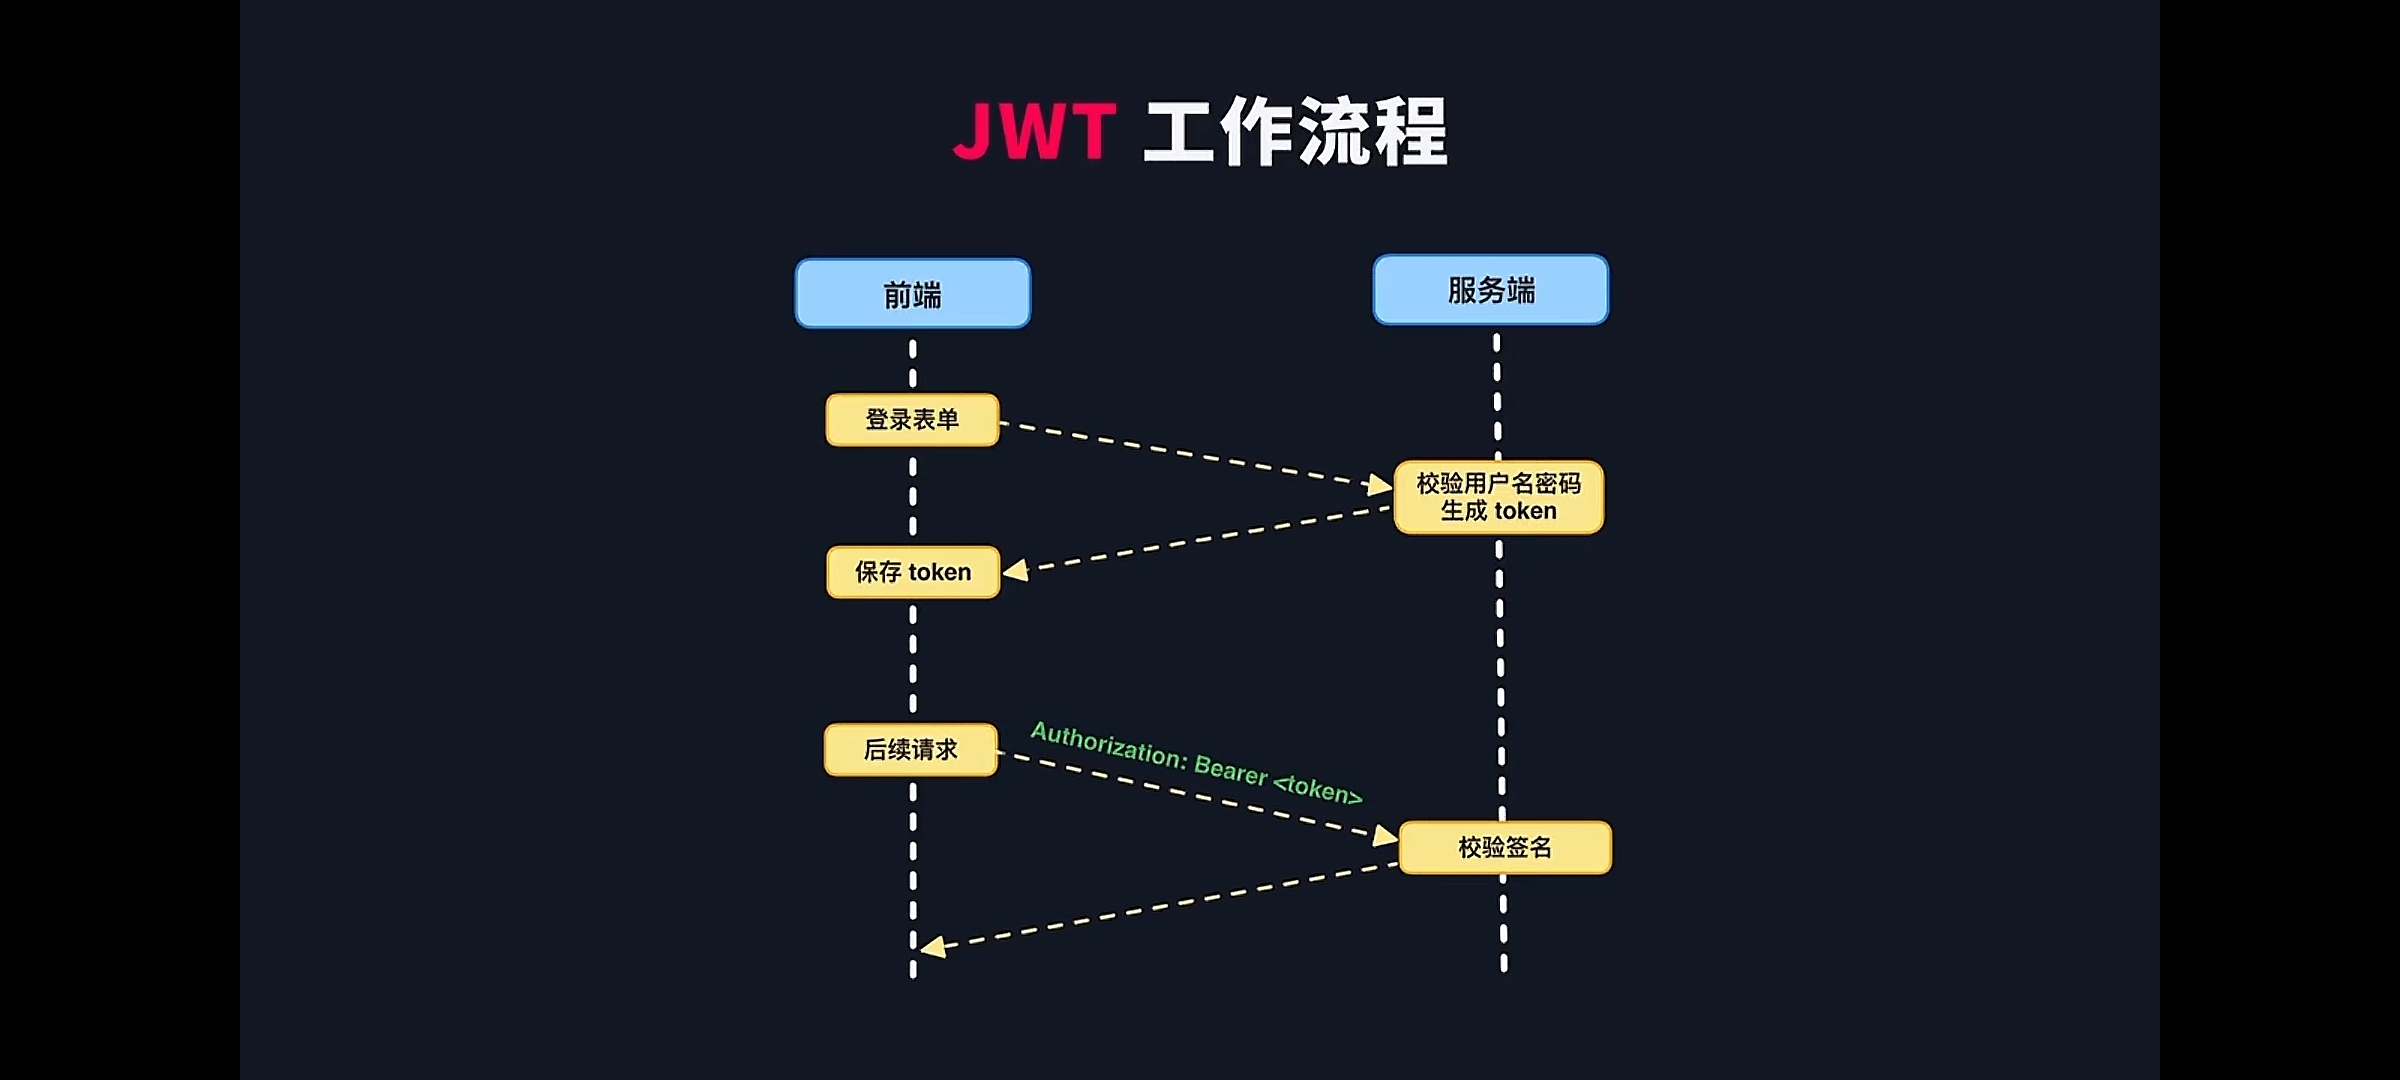 JWT 工作流程
前端
服务端
登录表单
校验用户名密码
生成 token
保存 token
后续请求
Authorization: Bearer <token>
校验签名